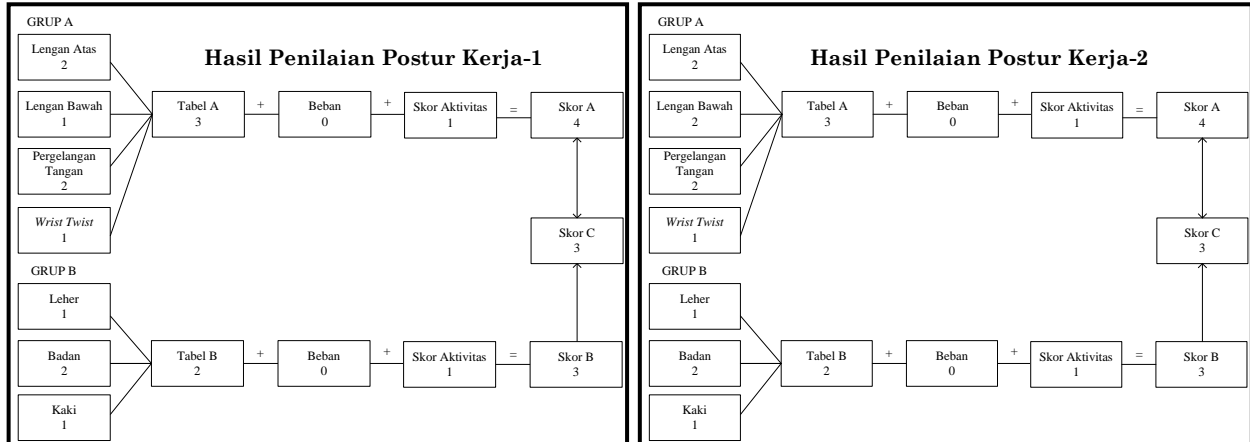 GRUP A
Hasil Penilaian Postur Kerja-1
Lengan Atas
2
Lengan Bawah
1
Pergelangan
Tangan
2
Wrist Twist
1
Tabel A
3
+
Beban
0
+
Skor Aktivitas
1
=
Skor A
4
Skor C
3
GRUP B
Leher
1
Badan
2
Kaki
1
Tabel B
2
+
Beban
0
+
Skor Aktivitas
1
=
Skor B
3
GRUP A
Hasil Penilaian Postur Kerja-2
Lengan Atas
2
Lengan Bawah
2
Pergelangan
Tangan
2
Wrist Twist
1
Tabel A
3
+
Beban
0
+
Skor Aktivitas
1
=
Skor A
4
Skor C
3
GRUP B
Leher
1
Badan
2
Kaki
1
Tabel B
2
+
Beban
0
+
Skor Aktivitas
1
=
Skor B
3